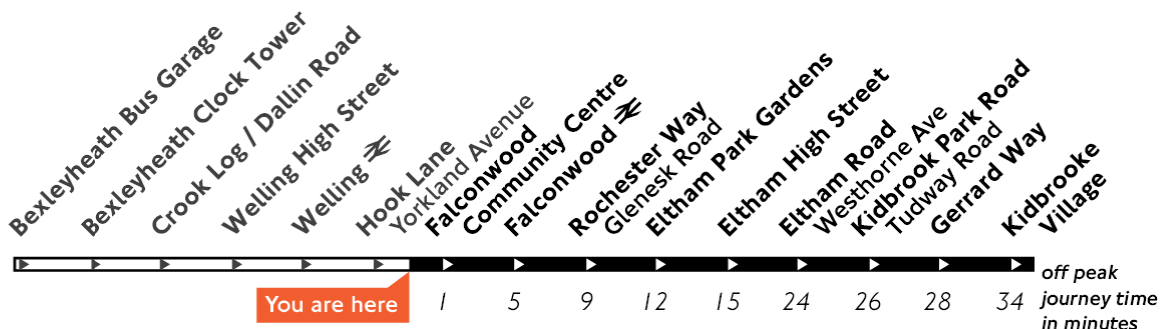 Bexleyheath Bus Garage
Bexleyheath Clock Tower
Crook Log / Dallin Road
Welling High Street
Welling
Hook Lane
Yorkland Avenue
Falconwood
Community Centre
Falconwood
Rochester Way
Glenesk Road
Eltham Park Gardens
Eltham High Street
Eltham Road
Westhorne Ave
Kidbrook Park Road
Tudway Road
Gerrard Way
Kidbrooke
Village
You are here
1 5 9 12 15 24 26 28 34
off peak
journey time
in minutes